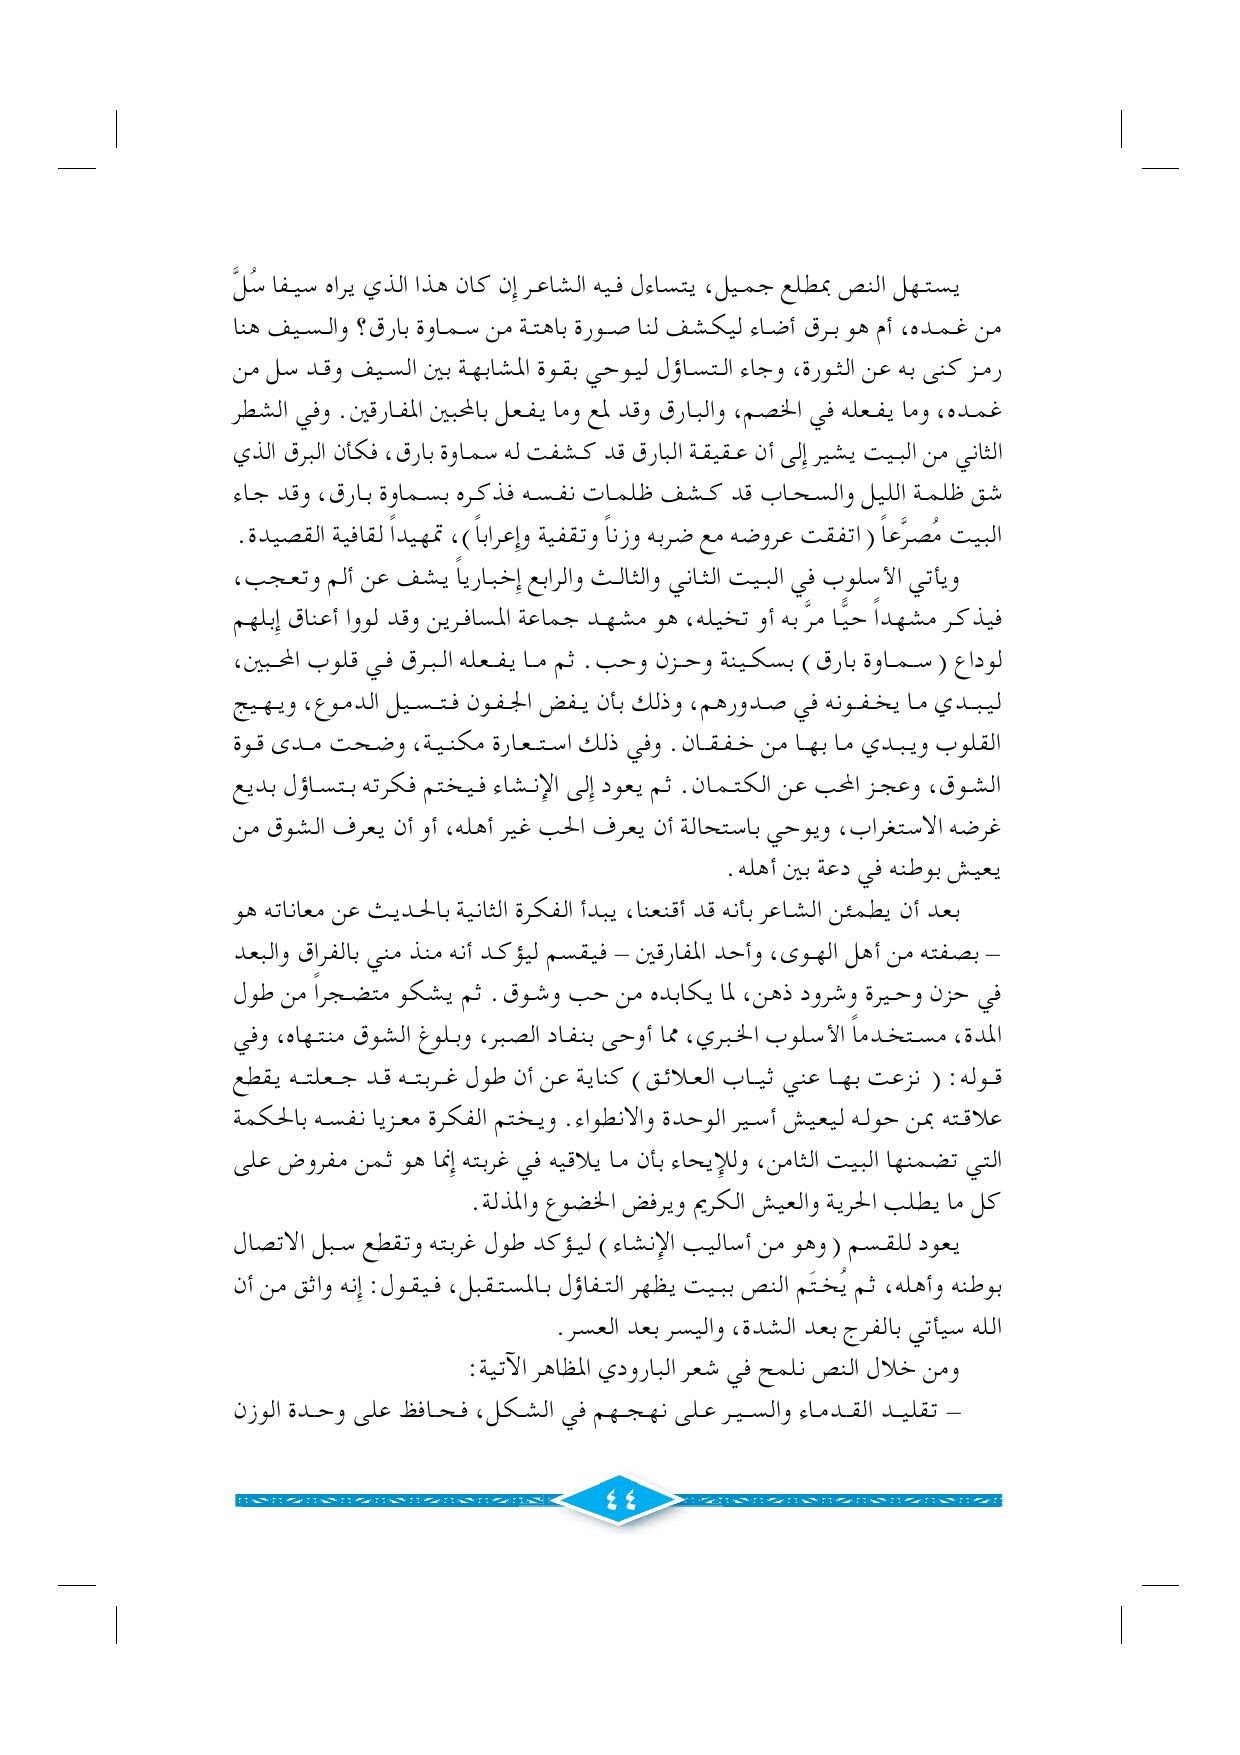 يستهل النص بمطلع جميل، يتساءل فيه الشاعر إن كان هذا الذي يراه سيفا سُلَّ
من غمده، أم هو برق أضاء ليكشف لنا صورة باهتة من سماوة بارق؟ والسيف هنا
رمز كنى به عن الثورة، وجاء التساؤل ليوحي بقوة المشابهة بين السيف وقد سل من
غمده، وما يفعله في الخصم، والبارق وقد لمع وما يفعل بالمحبين المفارقين. وفي الشطر
الثاني من البيت يشير إلى أن عقيقة البارق قد كشفت له سماوة بارق، فكأن البرق الذي
شق ظلمة الليل والسحاب قد كشف ظلمات نفسه فذكره بسماوة بارق، وقد جاء
البيت مُصرَّعاً (اتفقت عروضه مع ضربه وزناً وتقفية وإعراباً)، تمهيداً لقافية القصيدة.
ويأتي الأسلوب في البيت الثاني والثالث والرابع إخبارياً يشف عن ألم وتعجب،
فيذكر مشهداً حيًّا مرَّ به أو تخيله، هو مشهد جماعة المسافرين وقد لووا أعناق إبلهم
لوداع (سماوة بارق) بسكينة وحزن وحب. ثم ما يفعله البرق في قلوب المحبين،
ليبدي ما يخفونه في صدورهم، وذلك بأن يفض الجفون فتسيل الدموع، ويهيج
القلوب ويبدي ما بها من خفقان. وفي ذلك استعارة مكنية، وضحت مدى قوة
الشوق، وعجز المحب عن الكتمان. ثم يعود إلى الإنشاء فيختم فكرته بتساؤل بديع
غرضه الاستغراب، ويوحي باستحالة أن يعرف الحب غير أهله، أو أن يعرف الشوق من
يعيش بوطنه في دعة بين أهله.
بعد أن يطمئن الشاعر بأنه قد أقنعنا، يبدأ الفكرة الثانية بالحديث عن معاناته هو
– بصفته من أهل الهوى، وأحد المفارقين – فيقسم ليؤكد أنه منذ مني بالفراق والبعد
في حزن وحيرة وشرود ذهن، لما يكابده من حب وشوق. ثم يشكو متضجراً من طول
المدة، مستخدماً الأسلوب الخبري، مما أوحى بنفاد الصبر، وبلوغ الشوق منتهاه، وفي
قوله: ( نزعت بها عني ثياب العلائق) كناية عن أن طول غربته قد جعلته يقطع
علاقته بمن حوله ليعيش أسير الوحدة والانطواء. ويختم الفكرة معزيا نفسه بالحكمة
التي تضمنها البيت الثامن، وللإيحاء بأن ما يلاقيه في غربته إنما هو ثمن مفروض على
كل ما يطلب الحرية والعيش الكريم ويرفض الخضوع والمذلة.
يعود للقسم (وهو من أساليب الإنشاء) ليؤكد طول غربته وتقطع سبل الاتصال
بوطنه وأهله، ثم يُختَم النص ببيت يظهر التفاؤل بالمستقبل، فيقول: إنه واثق من أن
الله سيأتي بالفرج بعد الشدة، واليسر بعد العسر.
ومن خلال النص نلمح في شعر البارودي المظاهر الآتية:
– تقليد القدماء والسير على نهجهم في الشكل، فحافظ على وحدة الوزن
٤٤